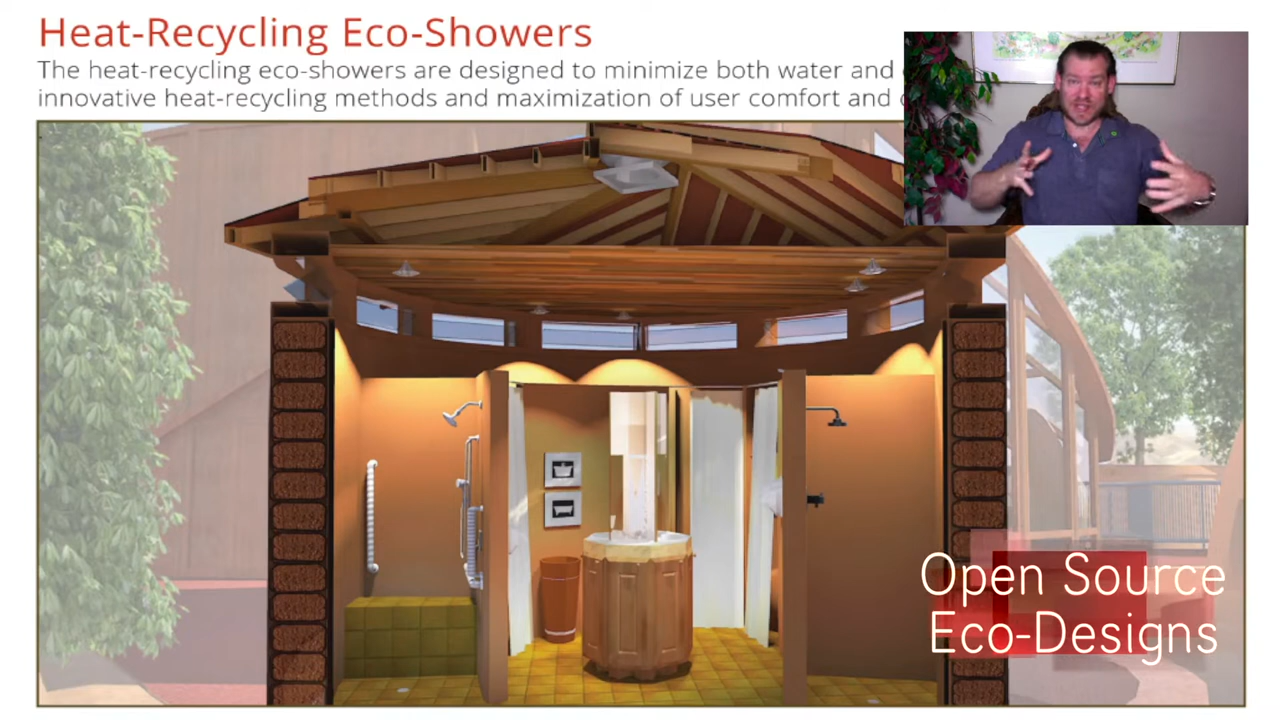 Heat-Recycling Eco-Showers
The heat-recycling eco-showers are designed to minimize both water and
innovative heat-recycling methods and maximization of user comfort and
Open Source
Eco-Designs